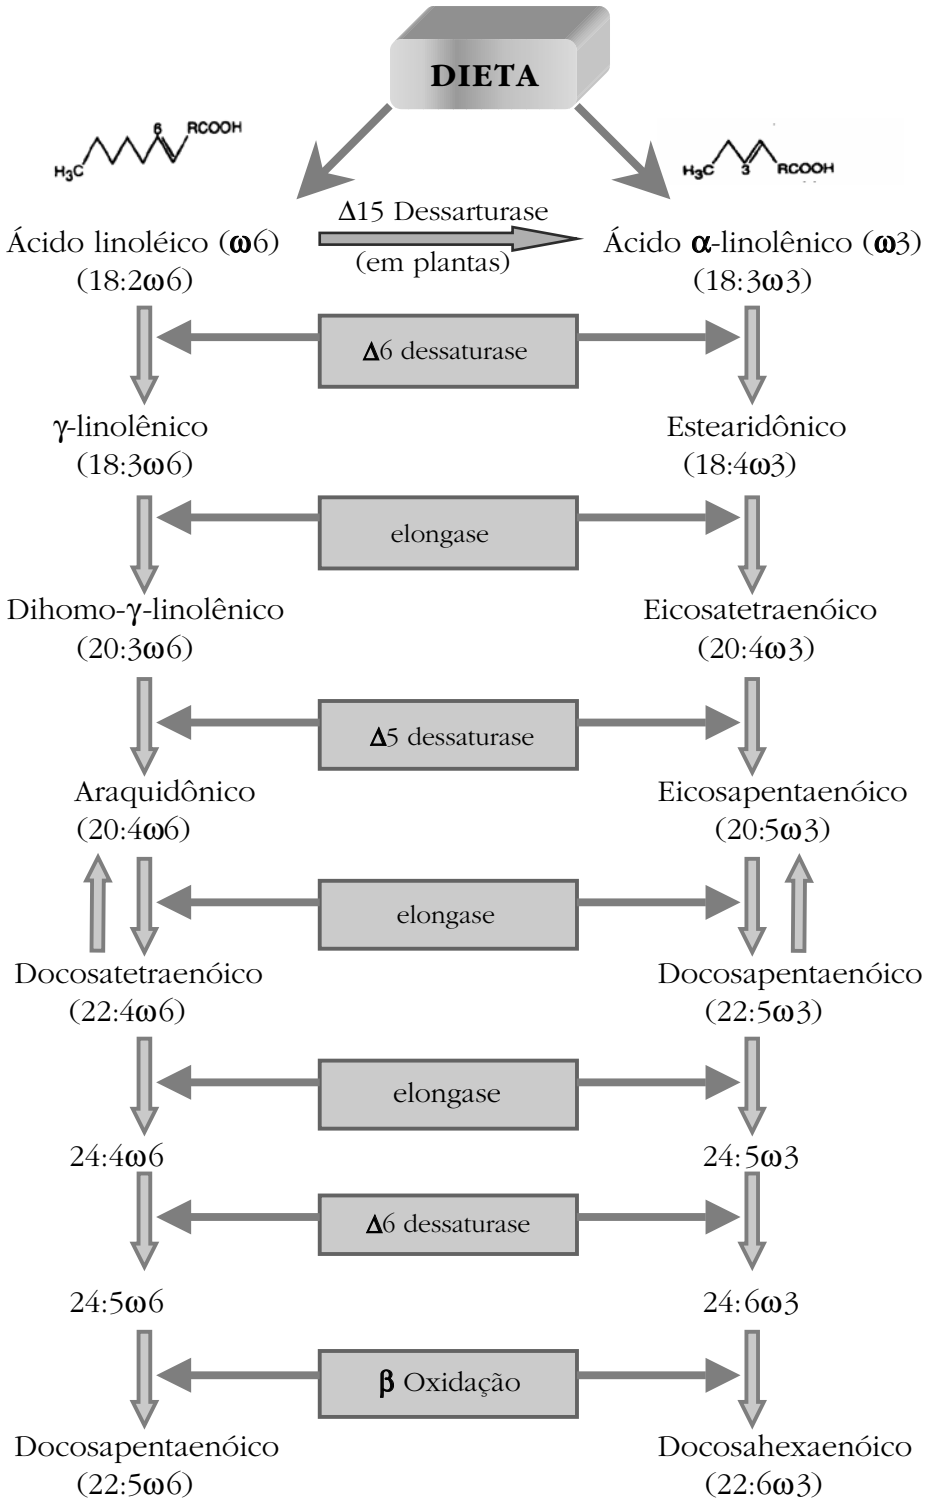 DIETA
6 RCOOH
H₃C
H₃C 3 RCOOH
Δ15 Dessarturase
(em plantas)
Ácido linoléico (ω6)
(18:2ω6)
Ácido α-linolênico (ω3)
(18:3ω3)
Δ6 dessaturase
γ-linolênico
(18:3ω6)
Estearidônico
(18:4ω3)
elongase
Dihomo-γ-linolênico
(20:3ω6)
Eicosatetraenóico
(20:4ω3)
Δ5 dessaturase
Araquidônico
(20:4ω6)
Eicosapentaenóico
(20:5ω3)
elongase
Docosatetraenóico
(22:4ω6)
Docosapentaenóico
(22:5ω3)
elongase
24:4ω6
24:5ω3
Δ6 dessaturase
24:5ω6
24:6ω3
β Oxidação
Docosapentaenóico
(22:5ω6)
Docosahexaenóico
(22:6ω3)